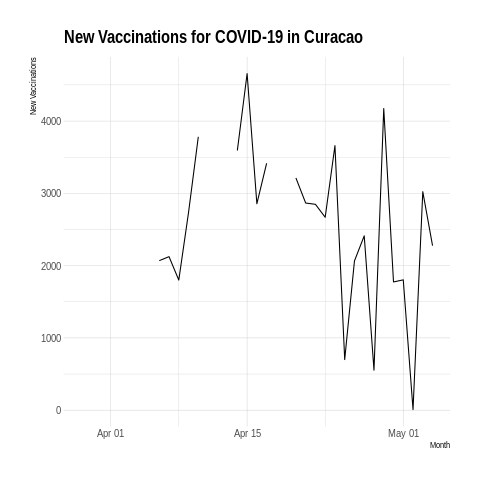 New Vaccinations for COVID-19 in Curacao
New Vaccinations
4000
3000
2000
1000
0
Apr 01 Apr 15 May 01
Month